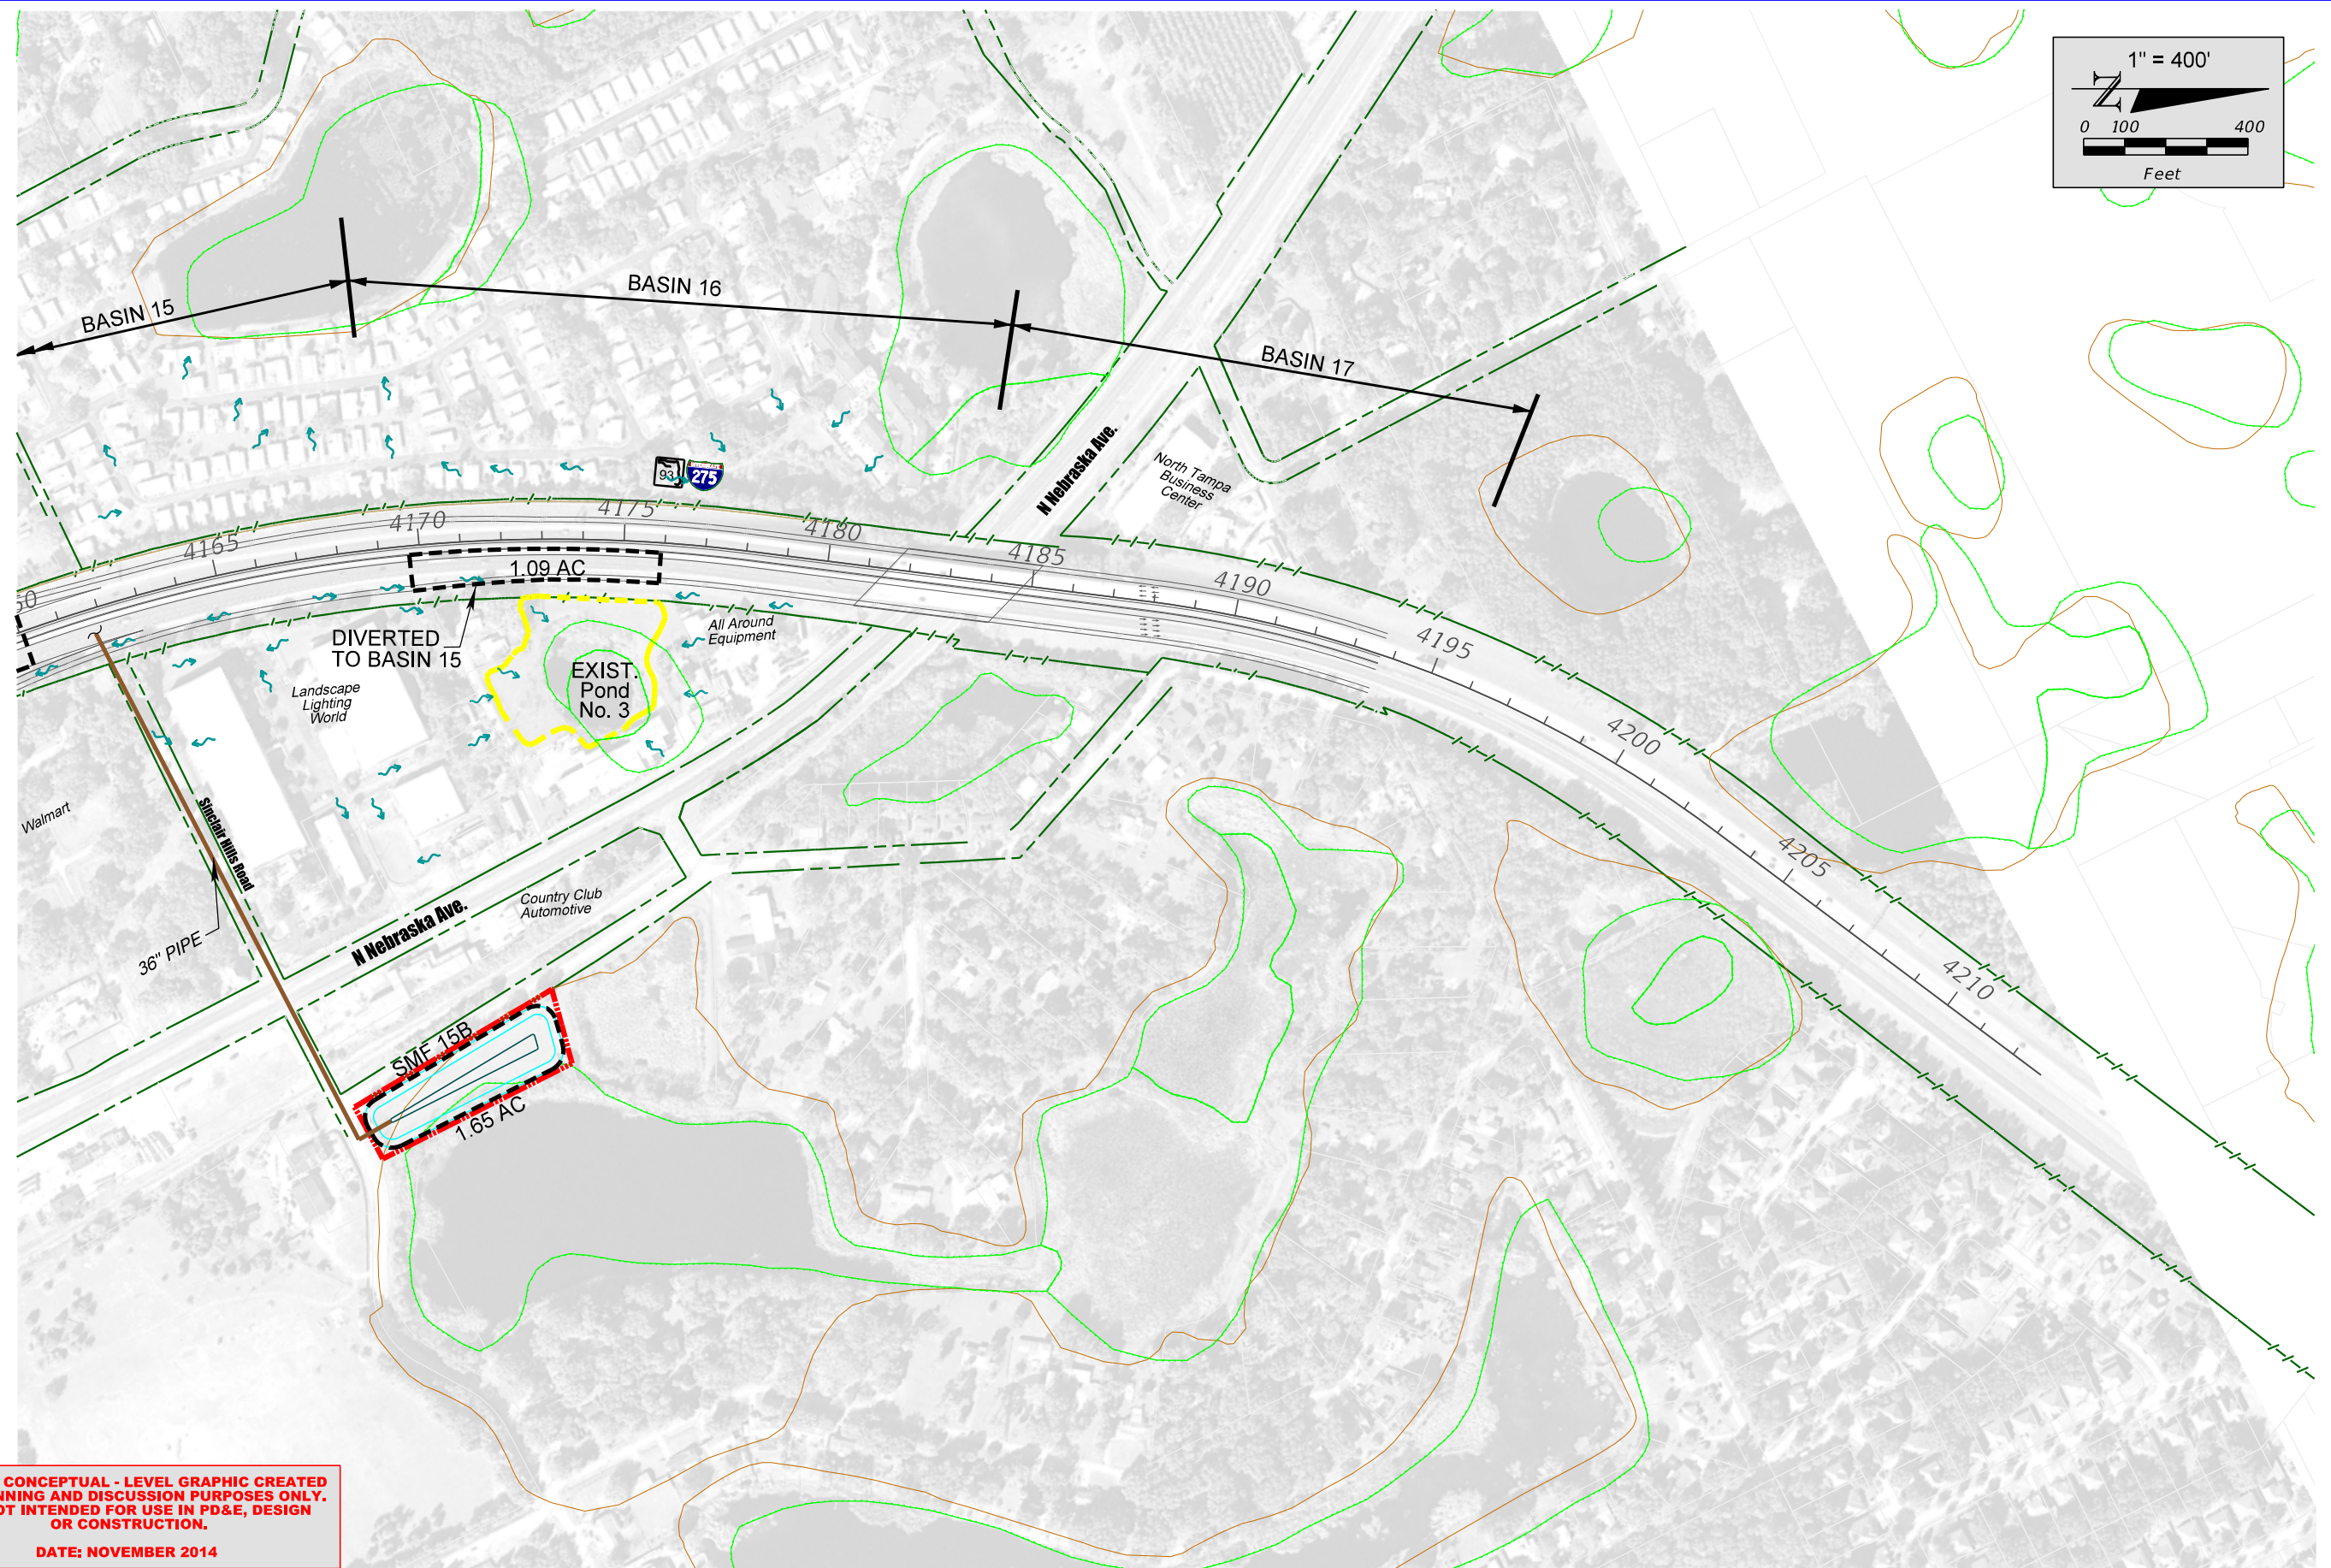 1" = 400'
N
0 100 400
Feet
BASIN 15
BASIN 16
BASIN 17
N Nebraska Ave.
North Tampa
Business
Center
93
INTERSTATE
275
4165
4170
4175
4180
4185
4190
4195
4200
4205
4210
1.09 AC
DIVERTED
TO BASIN 15
All Around
Equipment
EXIST.
Pond
No. 3
Landscape
Lighting
World
Walmart
Sinclair Hills Road
36" PIPE
N Nebraska Ave.
Country Club
Automotive
SMF 15B
1.65 AC
CONCEPTUAL - LEVEL GRAPHIC CREATED
NNING AND DISCUSSION PURPOSES ONLY.
OT INTENDED FOR USE IN PD&E, DESIGN
OR CONSTRUCTION.
DATE: NOVEMBER 2014